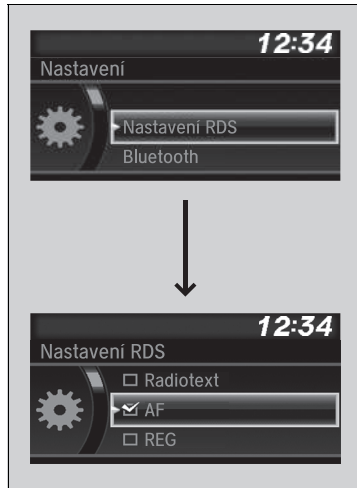 12:34
Nastavení
Nastavení RDS
Bluetooth
12:34
Nastavení RDS
Radiotext
AF
REG